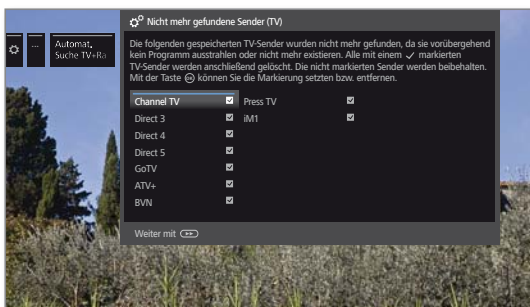 Nicht mehr gefundene Sender (TV)
...
Automat.
Suche TV+Ra
Die folgenden gespeicherten TV-Sender wurden nicht mehr gefunden, da sie vorübergehend
kein Programm ausstrahlen oder nicht mehr existieren. Alle mit einem ✓ markierten
TV-Sender werden anschließend gelöscht. Die nicht markierten Sender werden beibehalten.
Mit der Taste OK können Sie die Markierung setzten bzw. entfernen.
Channel TV
Press TV
Direct 3
iM1
Direct 4
Direct 5
GoTV
ATV+
BVN
Weiter mit